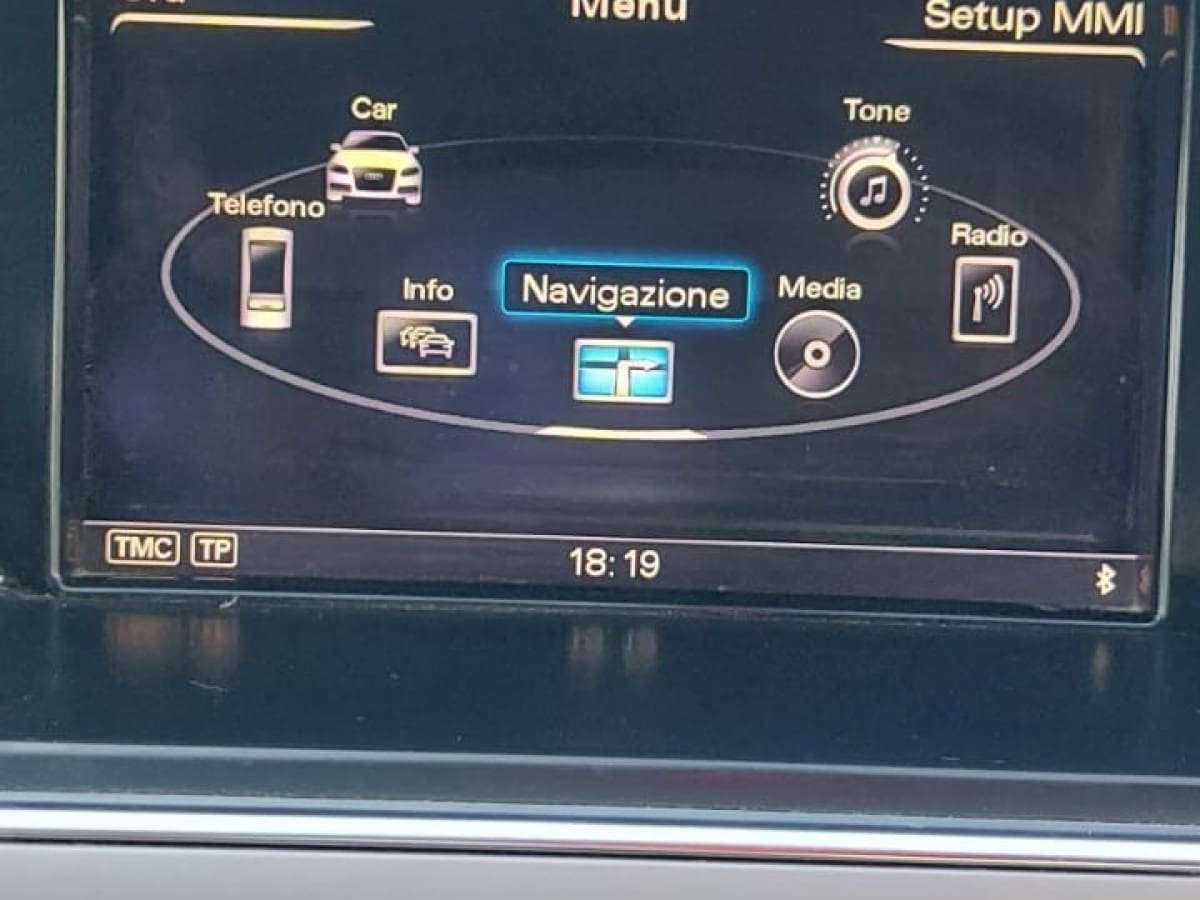 Menu
Setup MMI
Car
Tone
Telefono
Radio
Info
Navigazione
Media
TMC TP
18:19